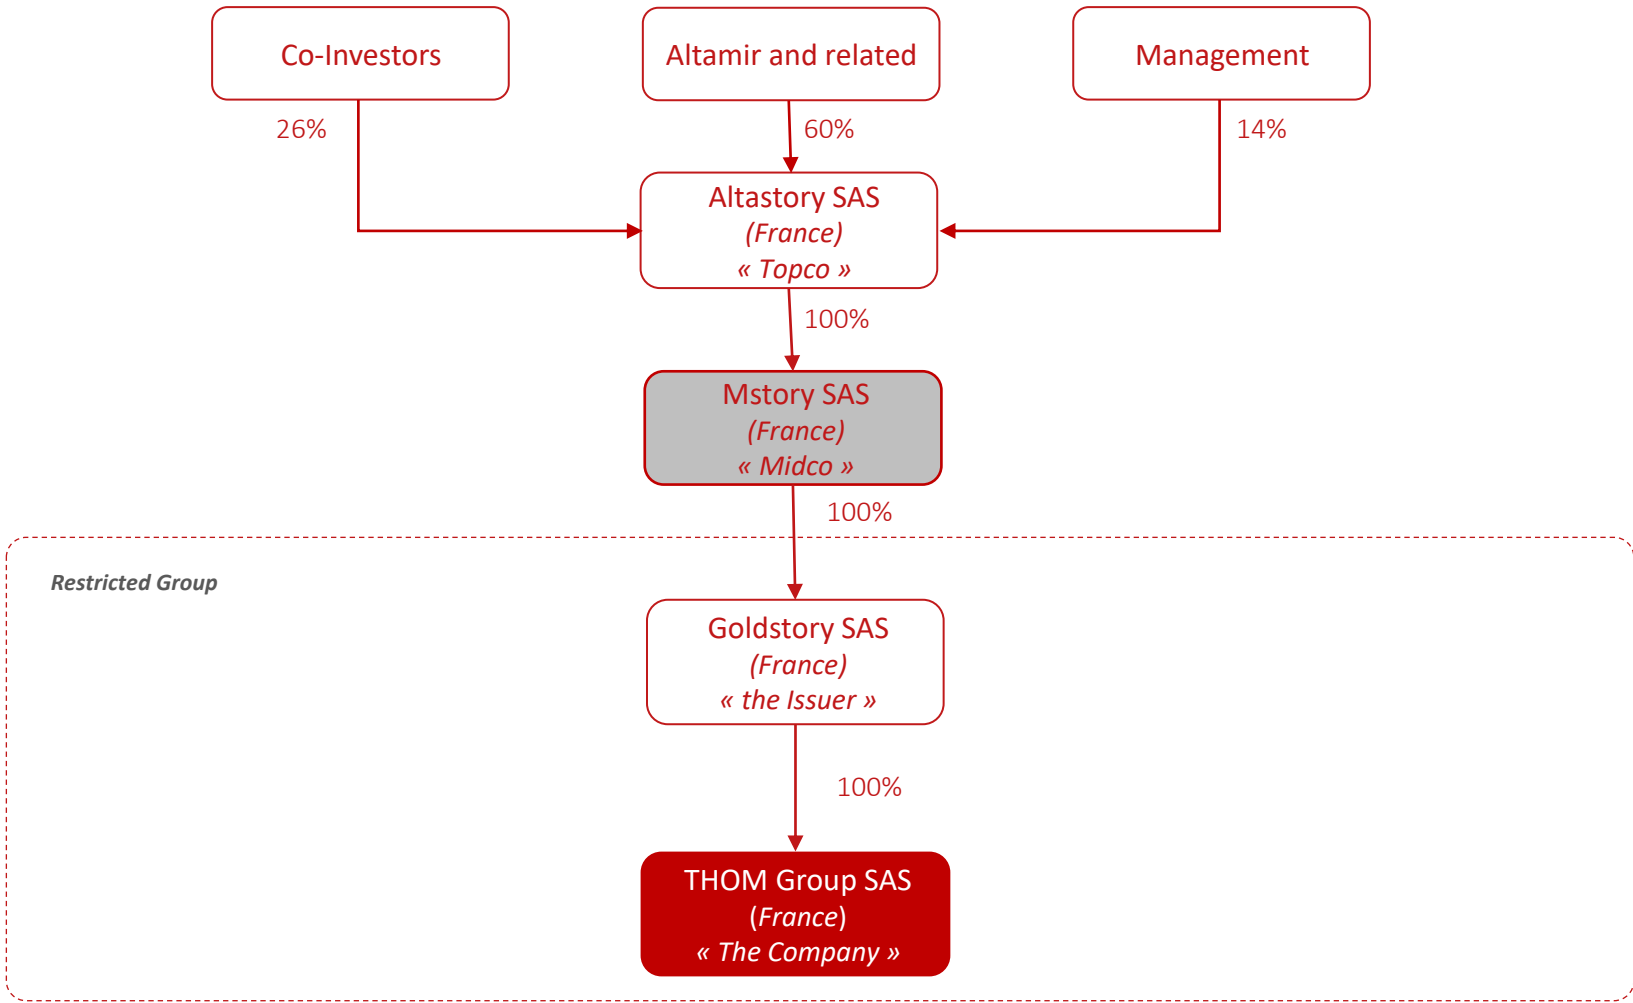 Co-Investors
Altamir and related
Management
26%
60%
14%
Altastory SAS
(France)
« Topco »
100%
Mstory SAS
(France)
« Midco »
100%
Restricted Group
Goldstory SAS
(France)
« the Issuer »
100%
THOM Group SAS
(France)
« The Company »